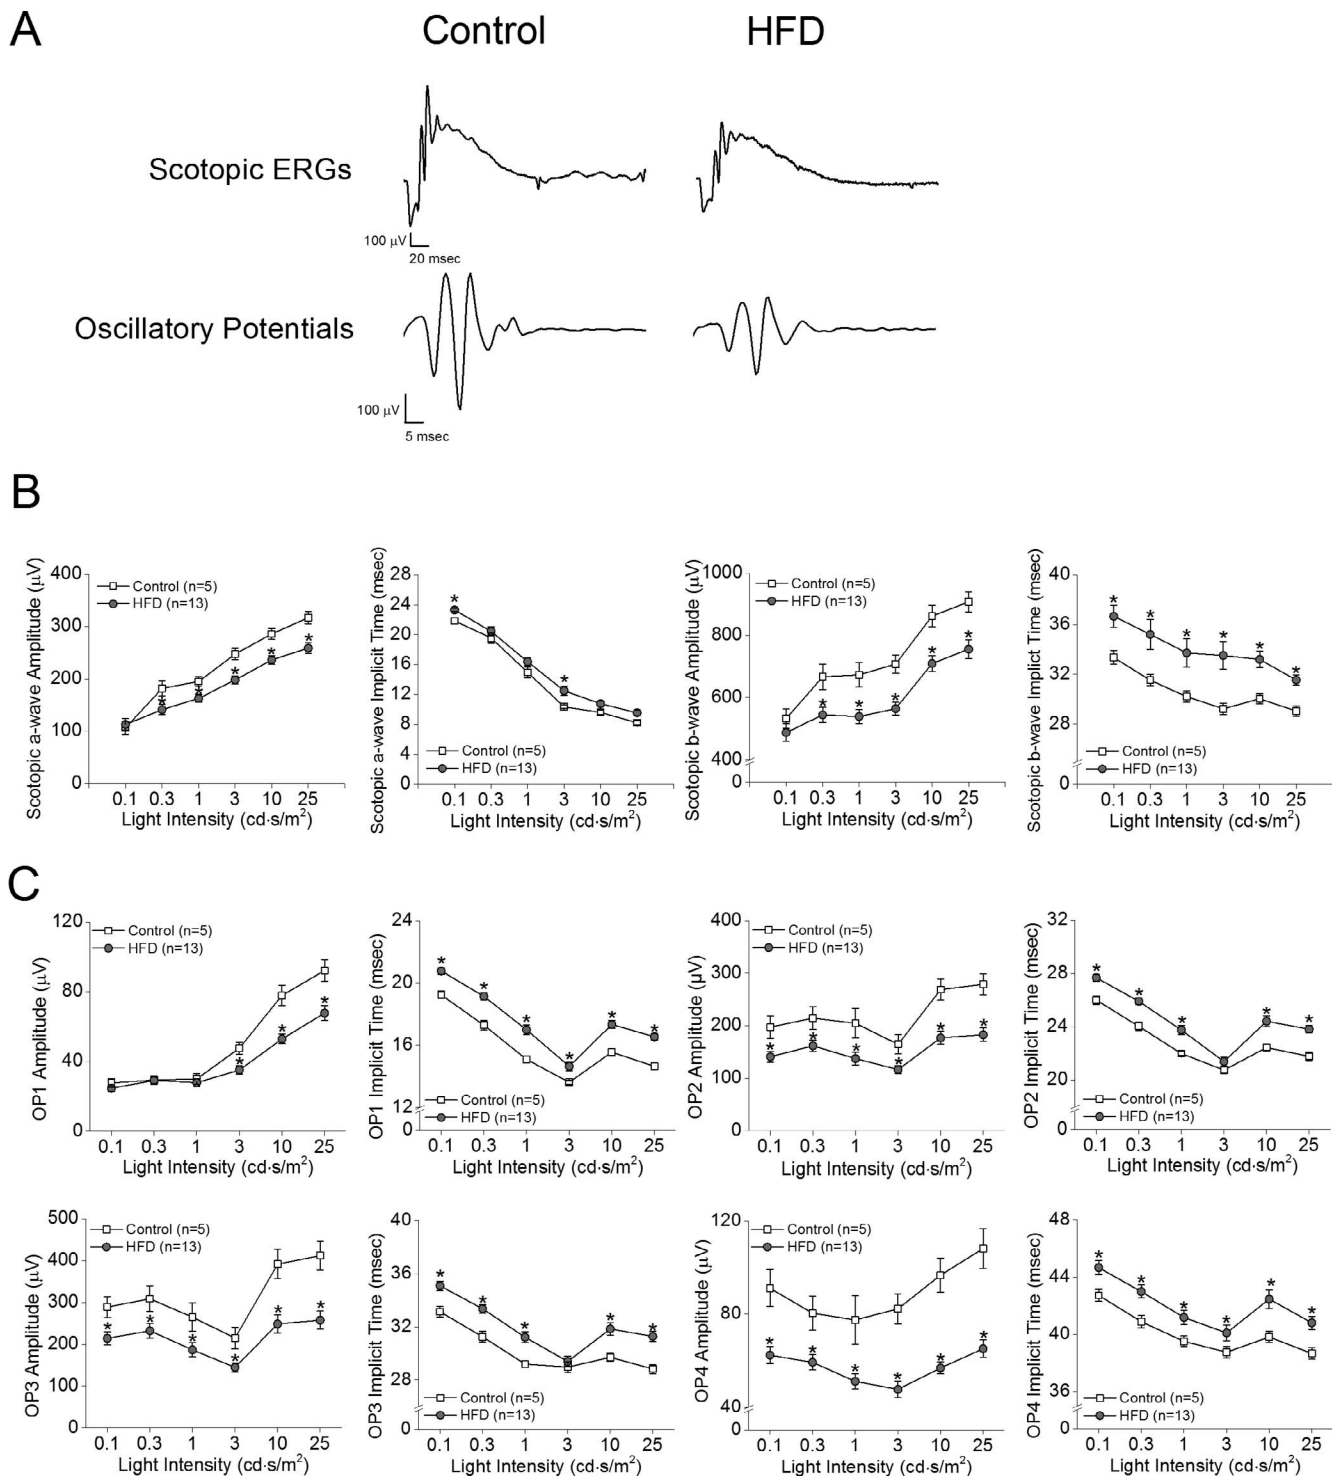 A
Control
HFD
Scotopic ERGs
100 µV
20 msec
Oscillatory Potentials
100 µV
5 msec
B
Scotopic a-wave Amplitude (µV)
400
300
200
100
0
Control (n=5)
HFD (n=13)
* * * * *
0.1 0.3 1 3 10 25
Light Intensity (cd·s/m²)
Scotopic a-wave Implicit Time (msec)
28
24
20
16
12
8
4
0
* *
Control (n=5)
HFD (n=13)
0.1 0.3 1 3 10 25
Light Intensity (cd·s/m²)
Scotopic b-wave Amplitude (µV)
1000
800
600
400
0
Control (n=5)
HFD (n=13)
* * * * *
0.1 0.3 1 3 10 25
Light Intensity (cd·s/m²)
Scotopic b-wave Implict Time (msec)
40
36
32
28
0
* * * * * *
Control (n=5)
HFD (n=13)
0.1 0.3 1 3 10 25
Light Intensity (cd·s/m²)
C
OP1 Amplitude (µV)
120
80
40
0
Control (n=5)
HFD (n=13)
* * *
0.1 0.3 1 3 10 25
Light Intensity (cd·s/m²)
OP1 Implicit Time (msec)
24
20
16
12
0
* * * * * *
Control (n=5)
HFD (n=13)
0.1 0.3 1 3 10 25
Light Intensity (cd·s/m²)
OP2 Amplitude (µV)
400
300
200
100
0
Control (n=5)
HFD (n=13)
* * * * * *
0.1 0.3 1 3 10 25
Light Intensity (cd·s/m²)
OP2 Implicit Time (msec)
32
28
24
20
0
* * * * *
Control (n=5)
HFD (n=13)
0.1 0.3 1 3 10 25
Light Intensity (cd·s/m²)
OP3 Amplitude (µV)
500
400
300
200
100
0
Control (n=5)
HFD (n=13)
* * * * * *
0.1 0.3 1 3 10 25
Light Intensity (cd·s/m²)
OP3 Implicit Time (msec)
40
36
32
28
0
* * * * *
Control (n=5)
HFD (n=13)
0.1 0.3 1 3 10 25
Light Intensity (cd·s/m²)
OP4 Amplitude (µV)
120
80
40
0
Control (n=5)
HFD (n=13)
* * * * * *
0.1 0.3 1 3 10 25
Light Intensity (cd·s/m²)
OP4 Implicit Time (msec)
48
44
40
36
0
* * * * * *
Control (n=5)
HFD (n=13)
0.1 0.3 1 3 10 25
Light Intensity (cd·s/m²)